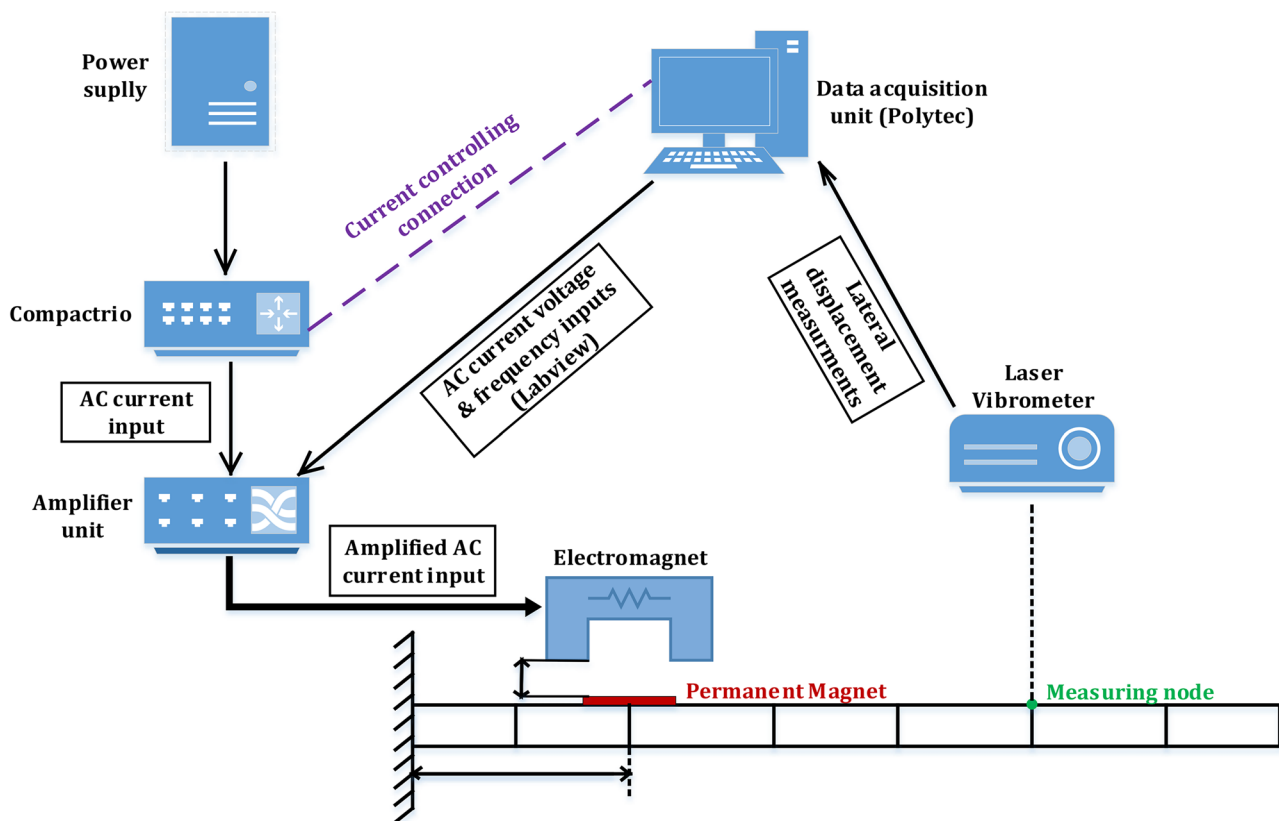 Power
suplly
Data acquisition
unit (Polytec)
Current controlling
connection
Compactrio
AC current
input
AC current voltage
& frequency inputs
(Labview)
Lateral
displacement
measurments
Laser
Vibrometer
Amplifier
unit
Amplified AC
current input
Electromagnet
Permanent Magnet
Measuring node